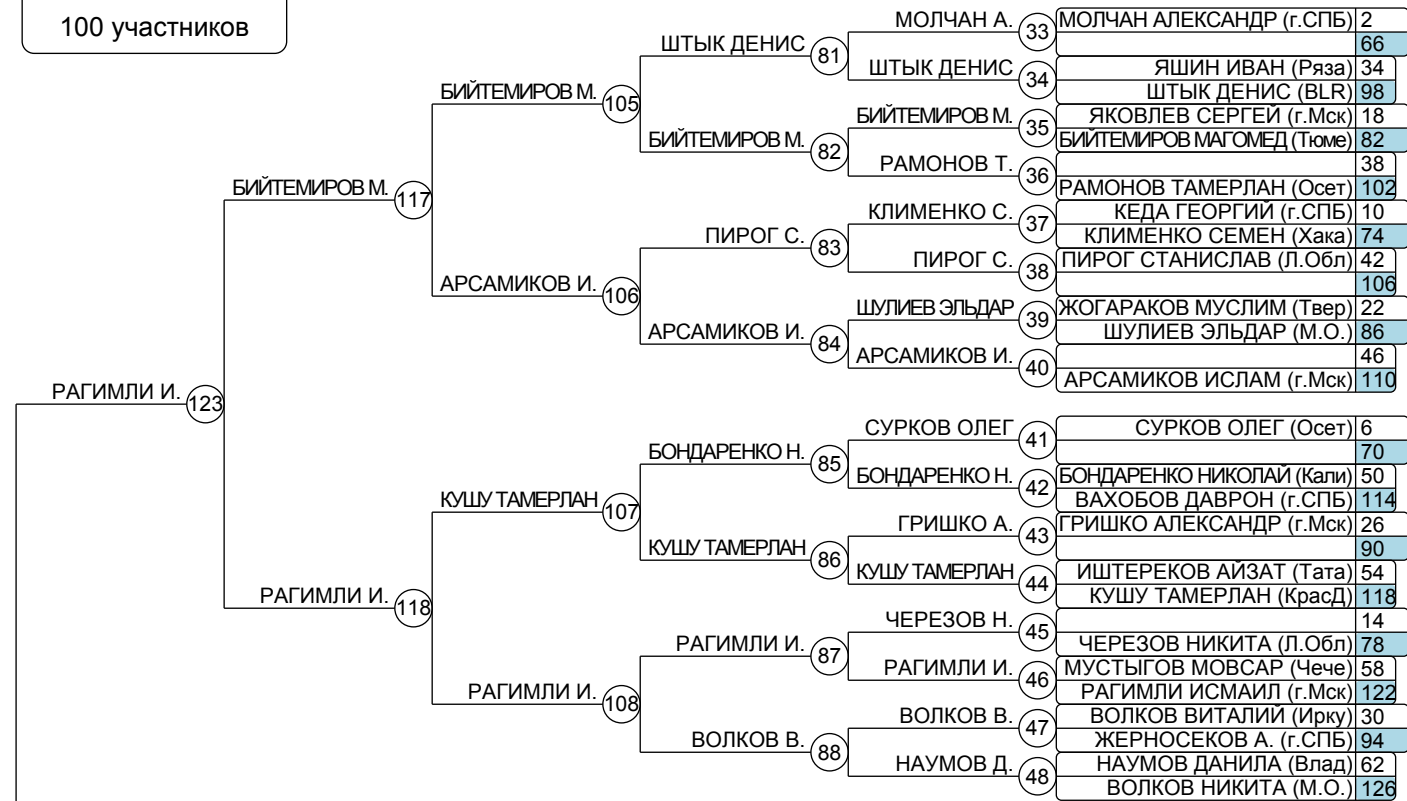 100 участников
МОЛЧАН А. 33 МОЛЧАН АЛЕКСАНДР (г.СПБ) 2
ШТЫК ДЕНИС 81 66
ШТЫК ДЕНИС 34 ЯШИН ИВАН (Ряза) 34
БИЙТЕМИРОВ М. 105 ШТЫК ДЕНИС (BLR) 98
БИЙТЕМИРОВ М. 35 ЯКОВЛЕВ СЕРГЕЙ (г.Мск) 18
БИЙТЕМИРОВ М. 82 БИЙТЕМИРОВ МАГОМЕД (Тюме) 82
РАМОНОВ Т. 36 38
БИЙТЕМИРОВ М. 117 РАМОНОВ ТАМЕРЛАН (Осет) 102
КЛИМЕНКО С. 37 КЕДА ГЕОРГИЙ (г.СПБ) 10
ПИРОГ С. 83 КЛИМЕНКО СЕМЕН (Хака) 74
ПИРОГ С. 38 ПИРОГ СТАНИСЛАВ (Л.Обл) 42
АРСАМИКОВ И. 106 106
ШУЛИЕВ ЭЛЬДАР 39 ЖОГАРАКОВ МУСЛИМ (Твер) 22
АРСАМИКОВ И. 84 ШУЛИЕВ ЭЛЬДАР (М.О.) 86
АРСАМИКОВ И. 40 46
АРСАМИКОВ ИСЛАМ (г.Мск) 110
РАГИМЛИ И. 123
СУРКОВ ОЛЕГ 41 СУРКОВ ОЛЕГ (Осет) 6
БОНДАРЕНКО Н. 85 70
БОНДАРЕНКО Н. 42 БОНДАРЕНКО НИКОЛАЙ (Кали) 50
КУШУ ТАМЕРЛАН 107 ВАХОБОВ ДАВРОН (г.СПБ) 114
ГРИШКО А. 43 ГРИШКО АЛЕКСАНДР (г.Мск) 26
КУШУ ТАМЕРЛАН 86 90
КУШУ ТАМЕРЛАН 44 ИШТЕРЕКОВ АЙЗАТ (Тата) 54
РАГИМЛИ И. 118 КУШУ ТАМЕРЛАН (КрасД) 118
ЧЕРЕЗОВ Н. 45 14
РАГИМЛИ И. 87 ЧЕРЕЗОВ НИКИТА (Л.Обл) 78
РАГИМЛИ И. 46 МУСТЫГОВ МОВСАР (Чече) 58
РАГИМЛИ И. 108 РАГИМЛИ ИСМАИЛ (г.Мск) 122
ВОЛКОВ В. 47 ВОЛКОВ ВИТАЛИЙ (Ирку) 30
ВОЛКОВ В. 88 ЖЕРНОСЕКОВ А. (г.СПБ) 94
НАУМОВ Д. 48 НАУМОВ ДАНИЛА (Влад) 62
ВОЛКОВ НИКИТА (М.О.) 126